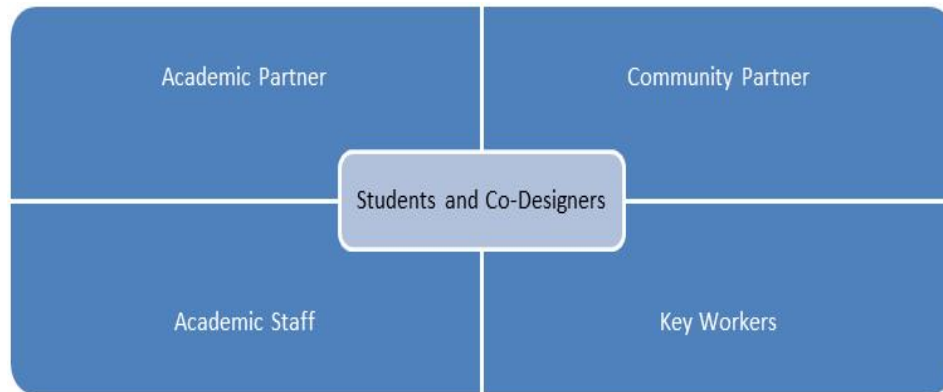 Academic Partner
Community Partner
Students and Co-Designers
Academic Staff
Key Workers